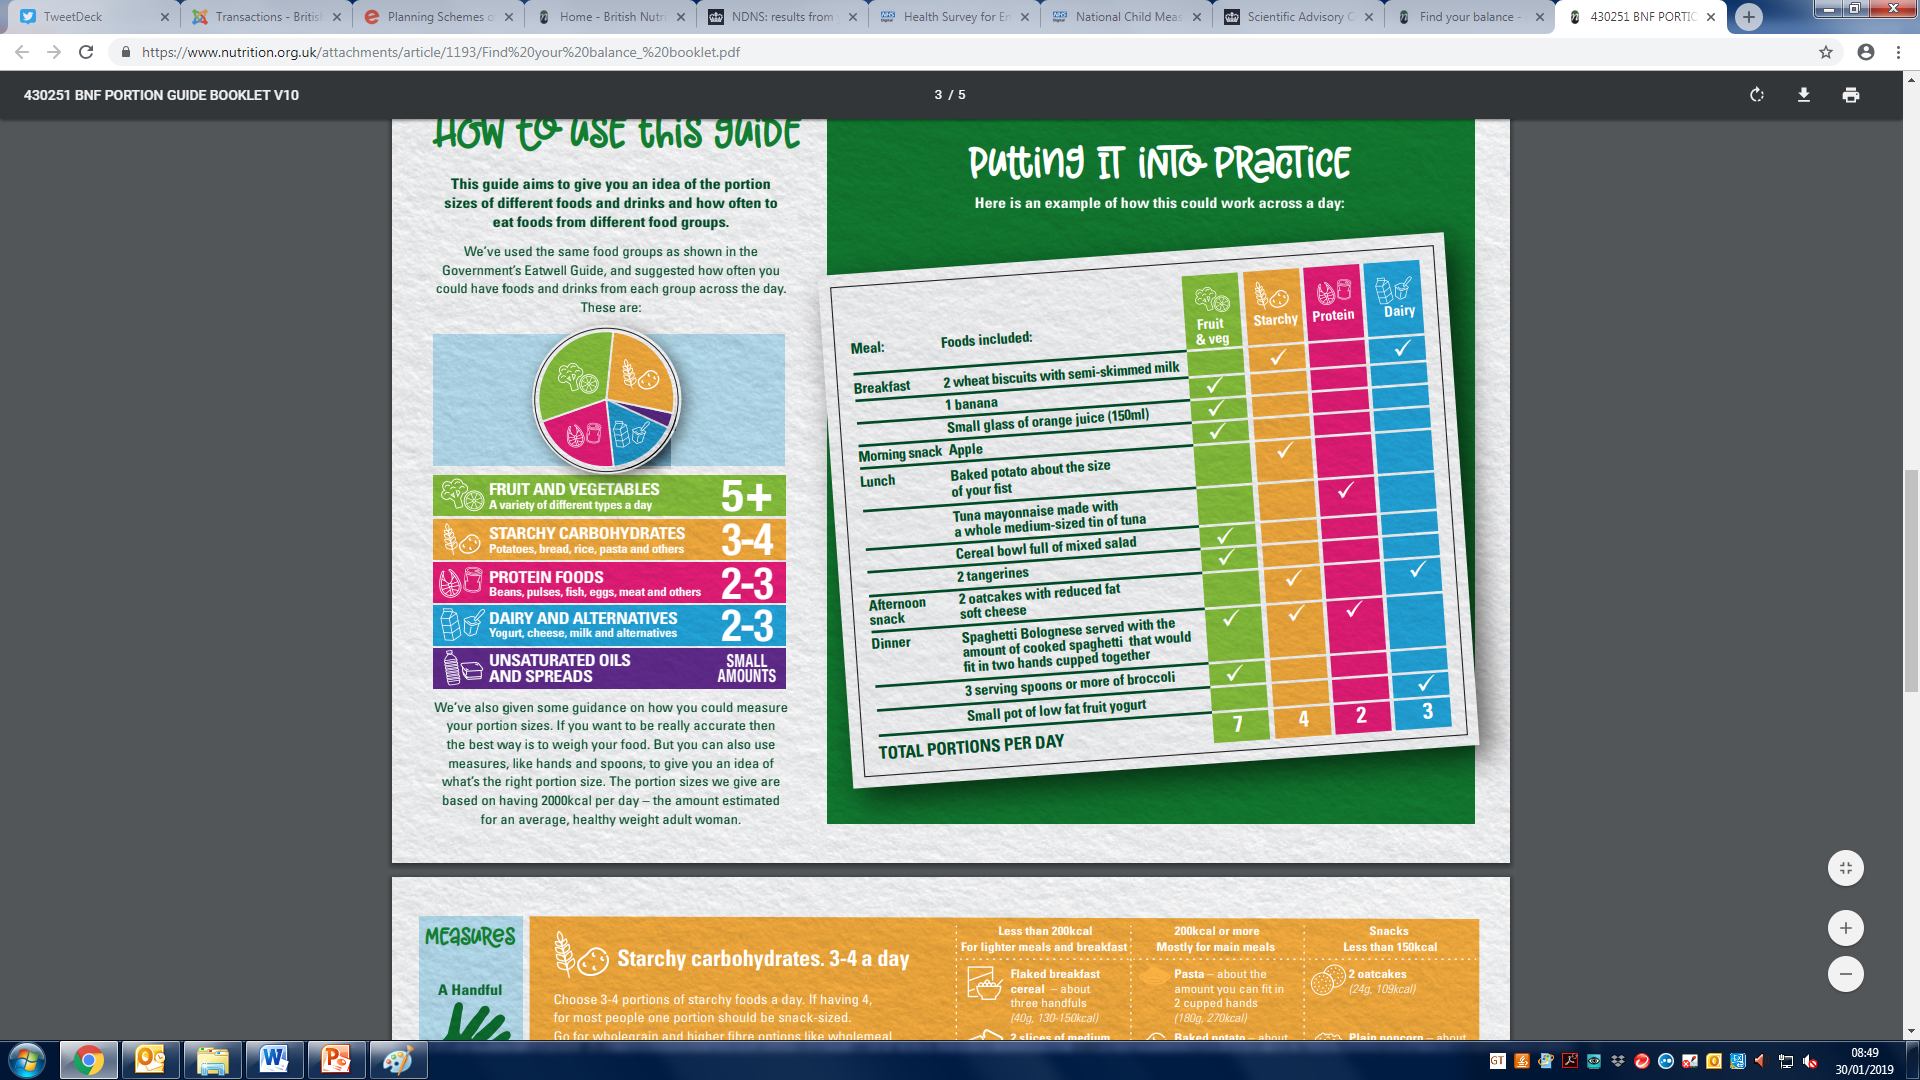 TweetDeck
Transactions - Britis
Planning Schemes o
Home - British Nutr
NDNS: results from
Health Survey for En
National Child Meas
Scientific Advisory C
Find your balance -
430251 BNF PORTIC
https://www.nutrition.org.uk/attachments/article/1193/Find%20your%20balance_%20booklet.pdf
430251 BNF PORTION GUIDE BOOKLET V10
3 / 5
How to use this guide
This guide aims to give you an idea of the portion
sizes of different foods and drinks and how often to
eat foods from different food groups.
We've used the same food groups as shown in the
Government's Eatwell Guide, and suggested how often you
could have foods and drinks from each group across the day.
These are:
FRUIT AND VEGETABLES
A variety of different types a day
5+
STARCHY CARBOHYDRATES
Potatoes, bread, rice, pasta and others
3-4
PROTEIN FOODS
Beans, pulses, fish, eggs, meat and others
2-3
DAIRY AND ALTERNATIVES
Yogurt, cheese, milk and alternatives
2-3
UNSATURATED OILS
AND SPREADS
SMALL
AMOUNTS
We've also given some guidance on how you could measure
your portion sizes. If you want to be really accurate then
the best way is to weigh your food. But you can also use
measures, like hands and spoons, to give you an idea of
what's the right portion size. The portion sizes we give are
based on having 2000kcal per day – the amount estimated
for an average, healthy weight adult woman.
Putting it into practice
Here is an example of how this could work across a day:
Meal:
Foods included:
Fruit
& veg
Starchy
Protein
Dairy
Breakfast
2 wheat biscuits with semi-skimmed milk
1 banana
Small glass of orange juice (150ml)
Morning snack
Apple
Lunch
Baked potato about the size
of your fist
Tuna mayonnaise made with
a whole medium-sized tin of tuna
Cereal bowl full of mixed salad
2 tangerines
Afternoon
snack
2 oatcakes with reduced fat
soft cheese
Dinner
Spaghetti Bolognese served with the
amount of cooked spaghetti that would
fit in two hands cupped together
3 serving spoons or more of broccoli
Small pot of low fat fruit yogurt
TOTAL PORTIONS PER DAY
7
4
2
3
Measures
A Handful
Starchy carbohydrates. 3-4 a day
Choose 3-4 portions of starchy foods a day. If having 4,
for most people one portion should be snack-sized.
Go for wholegrain and higher fibre options like wholemeal
Less than 200kcal
For lighter meals and breakfast
Flaked breakfast
cereal – about
three handfuls
(40g, 130-150kcal)
2 slices of medium
200kcal or more
Mostly for main meals
Pasta – about the
amount you can fit in
2 cupped hands
(180g, 270kcal)
Baked potato – about
Snacks
Less than 150kcal
2 oatcakes
(24g, 109kcal)
Plain popcorn – about
08:49
30/01/2019